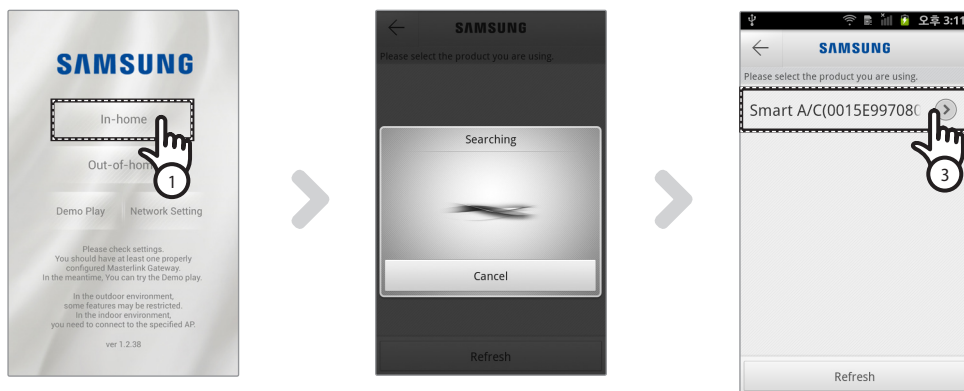 SAMSUNG
In-home
Out-of-hom
1
Demo Play
Network Setting
Please check settings.
You should have at least one properly
configured Masterlink Gateway.
In the meantime, You can try the Demo play.
In the outdoor environment,
some features may be restricted.
In the indoor environment,
you need to connect to the specified AP.
ver 1.2.38
SAMSUNG
Please select the product you are using.
Searching
Cancel
Refresh
오후 3:11
SAMSUNG
Please select the product you are using.
Smart A/C(0015E997080
3
Refresh